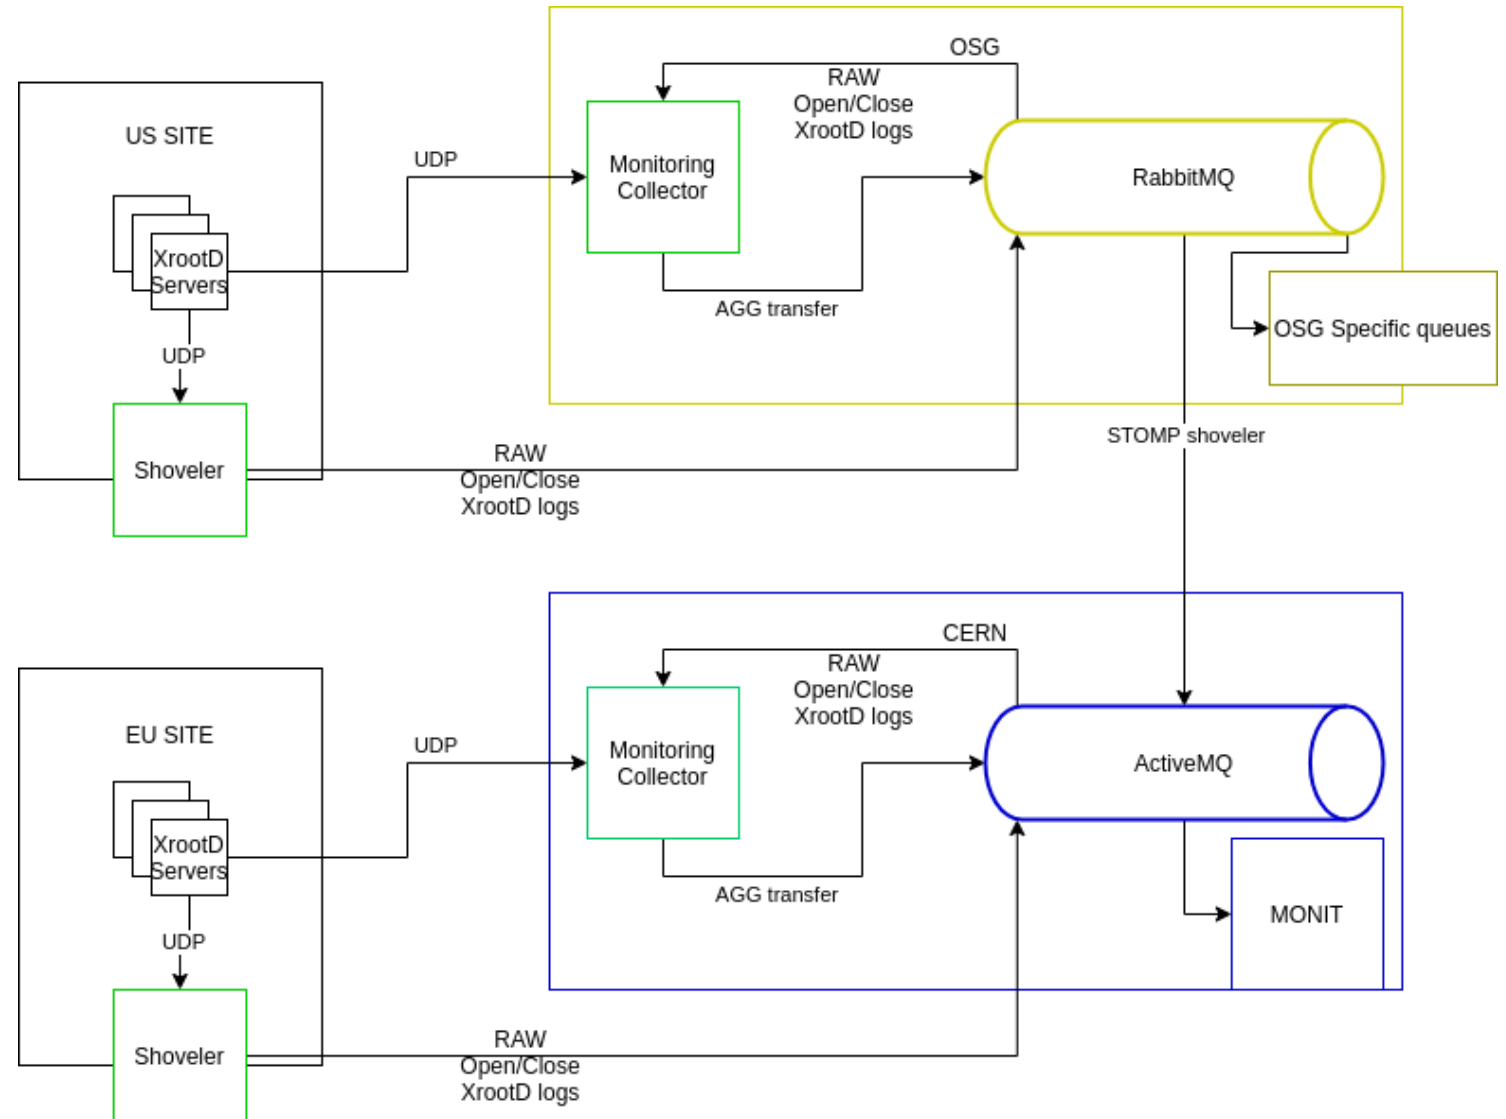 OSG
RAW
Open/Close
XrootD logs
US SITE
UDP
Monitoring
Collector
RabbitMQ
XrootD
Servers
AGG transfer
OSG Specific queues
UDP
STOMP shoveler
Shoveler
RAW
Open/Close
XrootD logs
CERN
RAW
Open/Close
XrootD logs
EU SITE
UDP
Monitoring
Collector
ActiveMQ
XrootD
Servers
AGG transfer
MONIT
UDP
Shoveler
RAW
Open/Close
XrootD logs